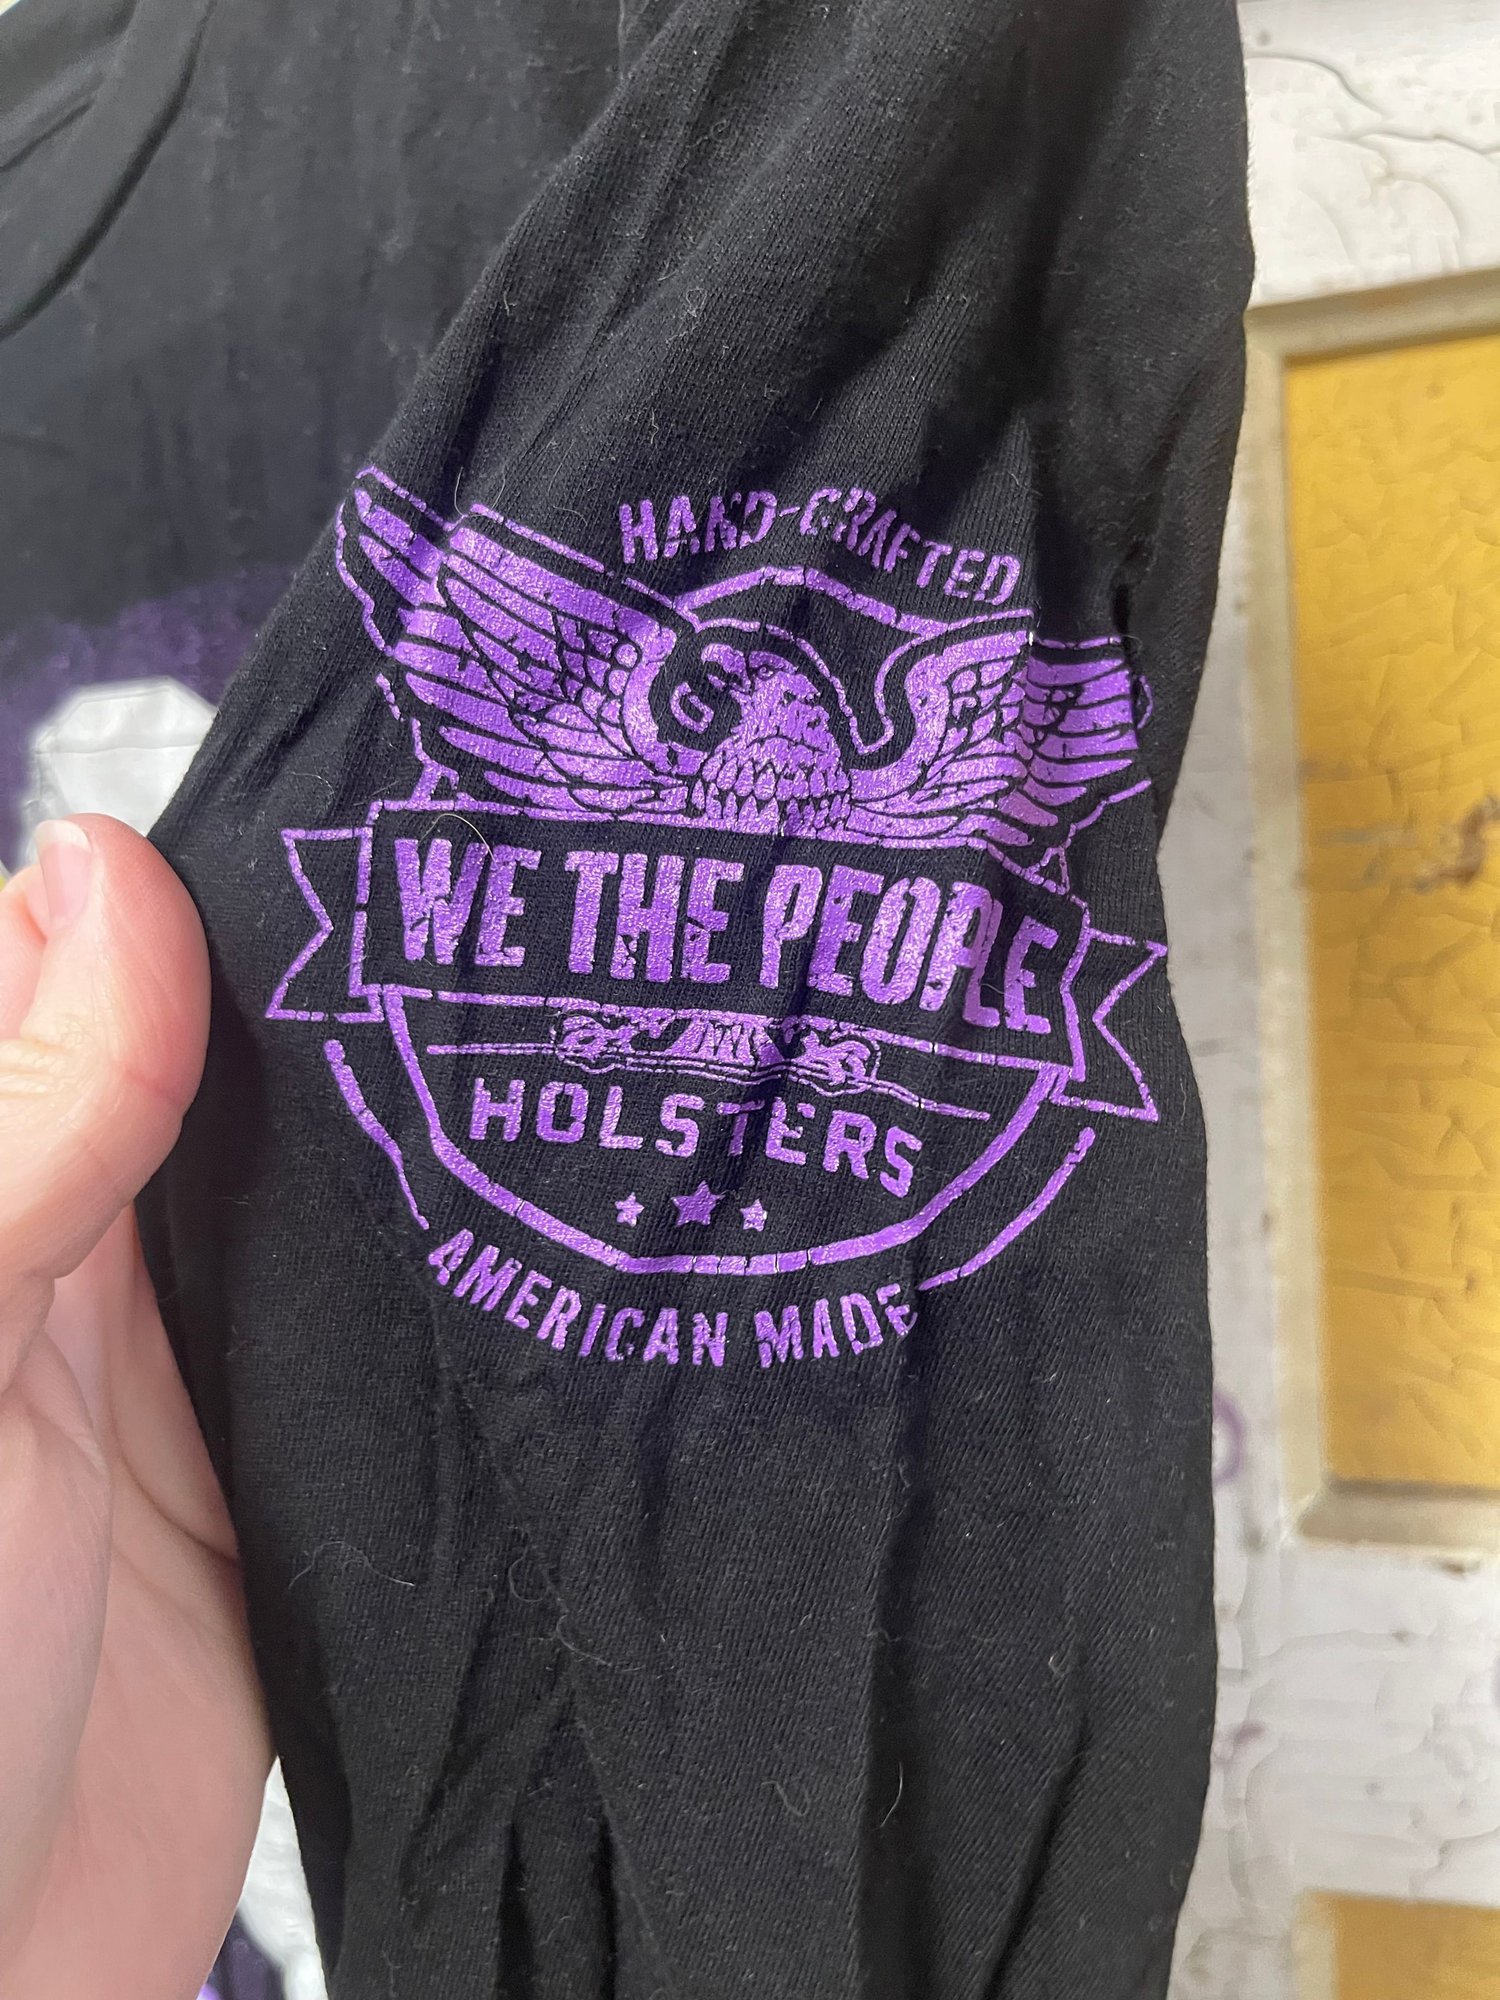 HAND-CRAFTED
WE THE PEOPLE
HOLSTERS
AMERICAN MADE